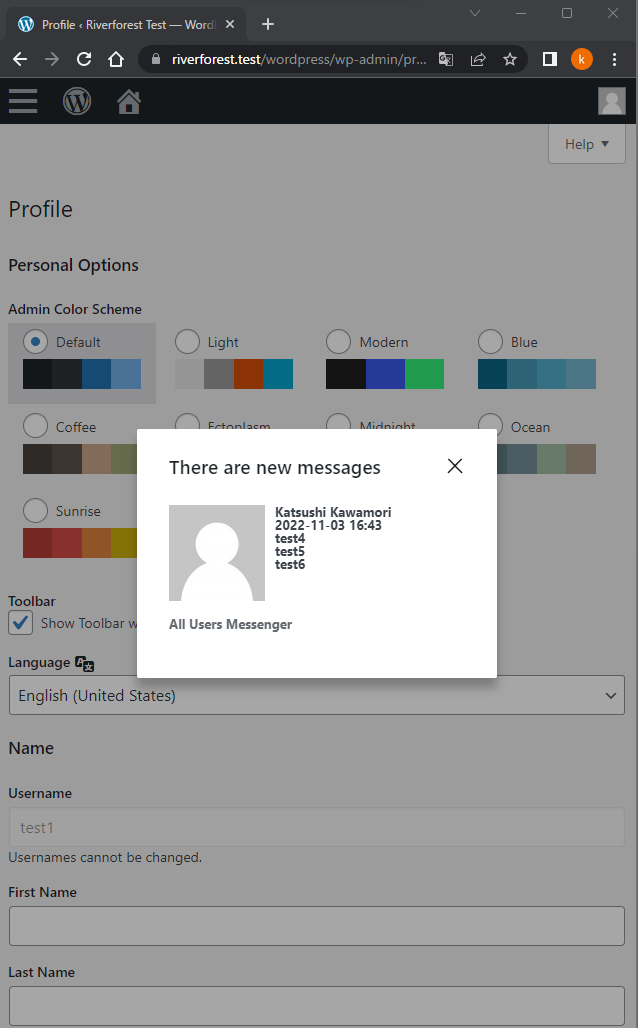 Profile ‹ Riverforest Test — Word
riverforest.test/wordpress/wp-admin/pr...
k
Help
Profile
Personal Options
Admin Color Scheme
Default
Light
Modern
Blue
Coffee
Ectoplasm
Midnight
Ocean
Sunrise
There are new messages
Katsushi Kawamori
2022-11-03 16:43
test4
test5
test6
All Users Messenger
Toolbar
Show Toolbar w
Language
English (United States)
Name
Username
test1
Usernames cannot be changed.
First Name
Last Name